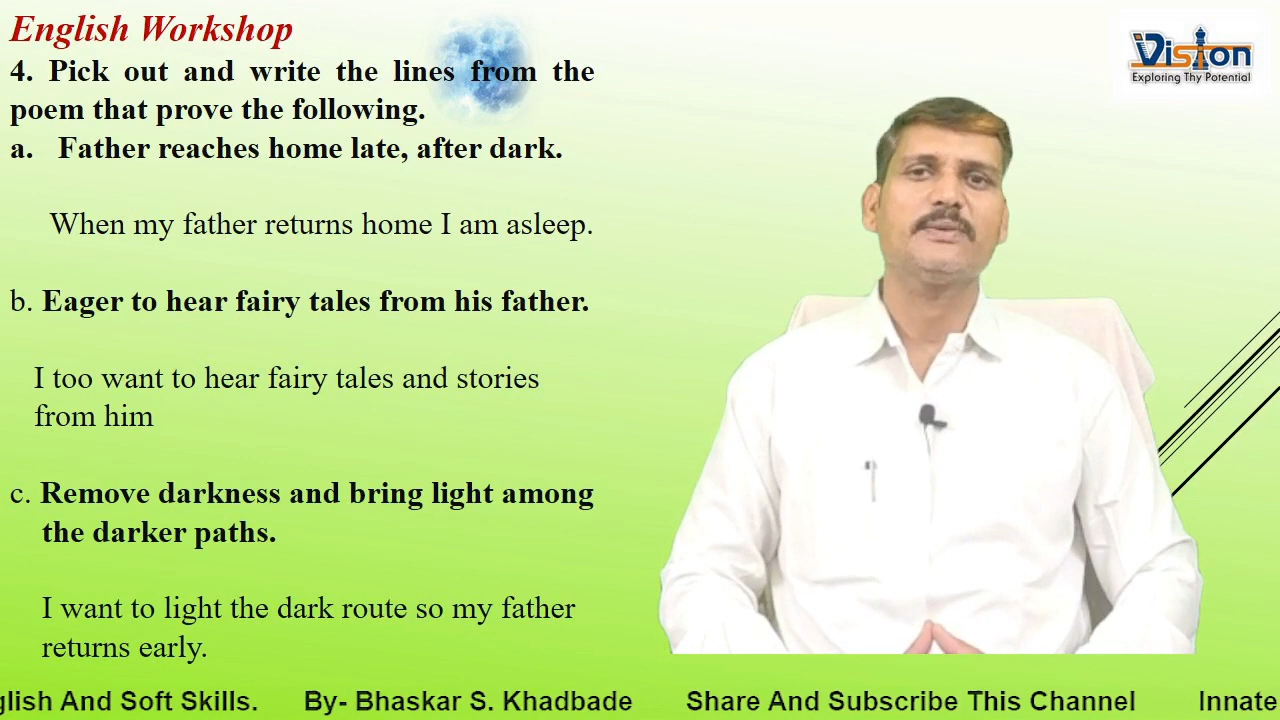 English Workshop
4. Pick out and write the lines from the
poem that prove the following.
a. Father reaches home late, after dark.
When my father returns home I am asleep.
b. Eager to hear fairy tales from his father.
I too want to hear fairy tales and stories
from him
c. Remove darkness and bring light among
the darker paths.
I want to light the dark route so my father
returns early.
Vision
Exploring Thy Potential
glish And Soft Skills. By- Bhaskar S. Khadbade Share And Subscribe This Channel Innate